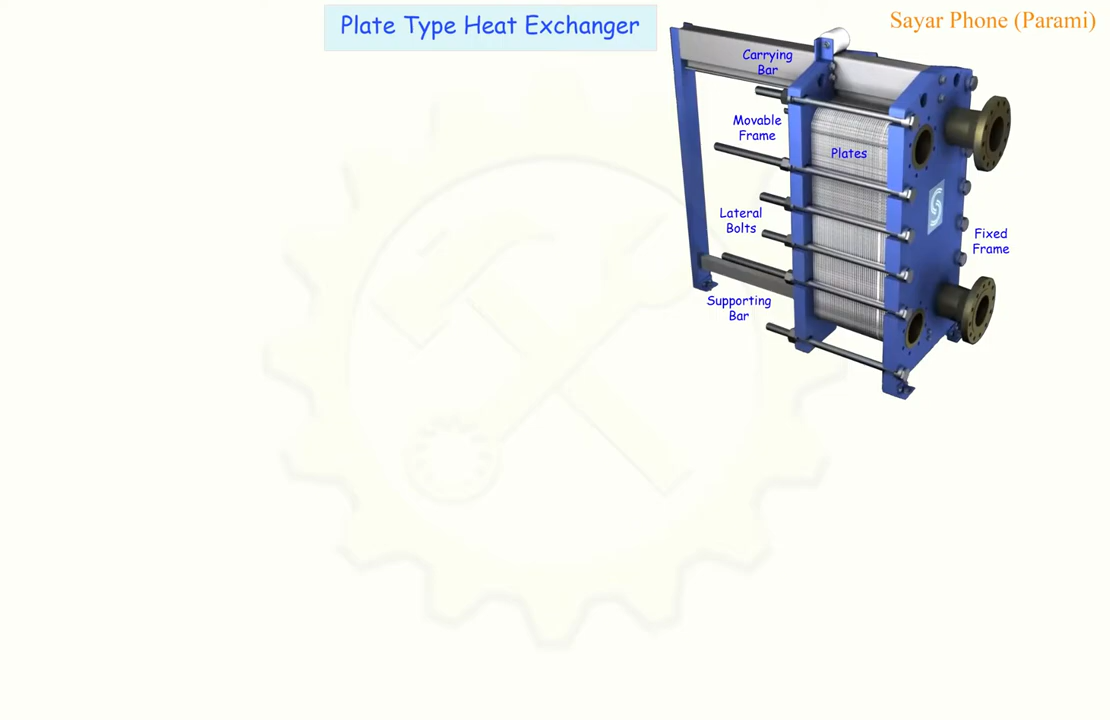 Plate Type Heat Exchanger
Sayar Phone (Parami)
Carrying
Bar
Movable
Frame
Plates
Lateral
Bolts
Fixed
Frame
Supporting
Bar